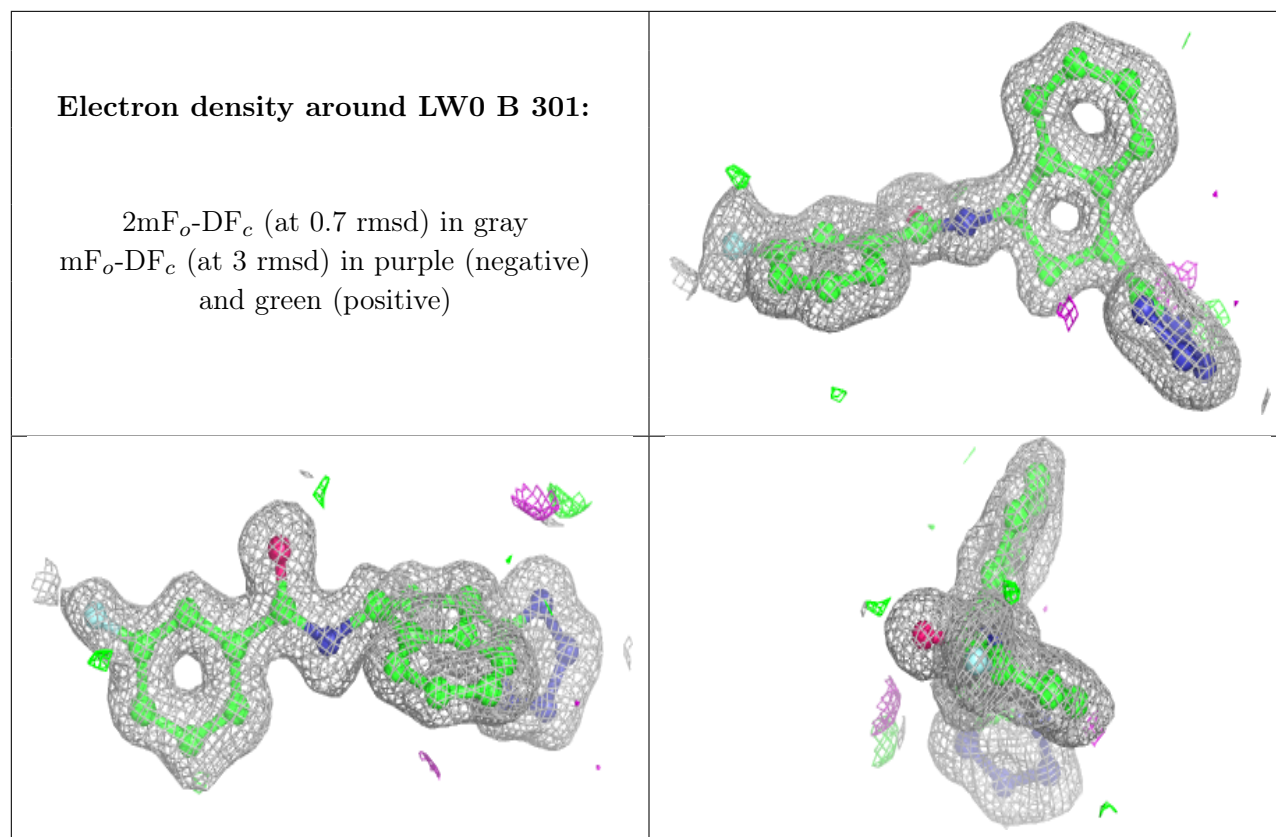 Electron density around LW0 B 301:
2mFo-DFc (at 0.7 rmsd) in gray
mFo-DFc (at 3 rmsd) in purple (negative)
and green (positive)